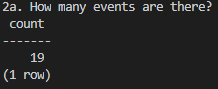 2a. How many events are there?
count
-------
19
(1 row)